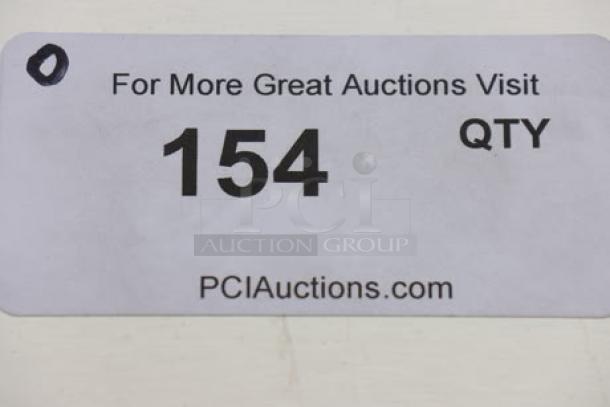 O
For More Great Auctions Visit
154 QTY
PCI
AUCTION GROUP
PCIAuctions.com